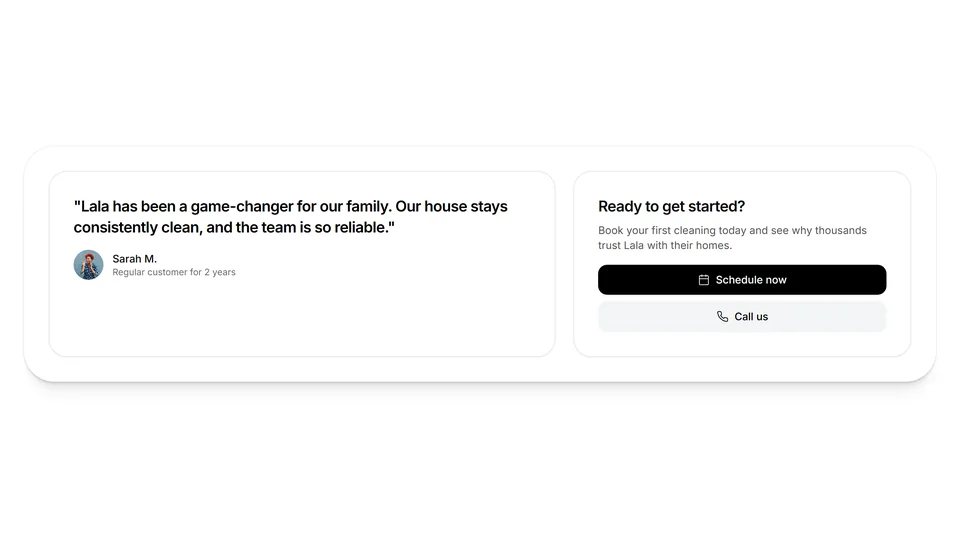 "Lala has been a game-changer for our family. Our house stays
consistently clean, and the team is so reliable."
Sarah M.
Regular customer for 2 years
Ready to get started?
Book your first cleaning today and see why thousands
trust Lala with their homes.
Schedule now
Call us